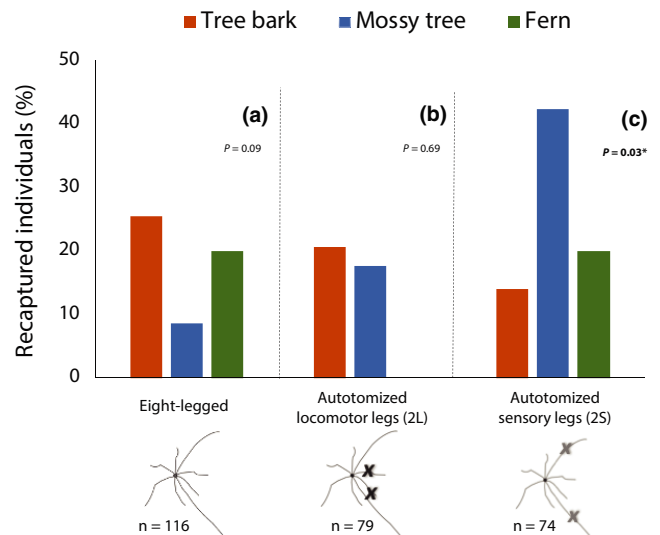 Tree bark Mossy tree Fern
Recaptured individuals (%)
50
40
30
20
10
0
(a)
P = 0.09
(b)
P = 0.69
(c)
P = 0.03*
Eight-legged
Autotomized
locomotor legs (2L)
Autotomized
sensory legs (2S)
X
X
X
X
n = 116
n = 79
n = 74